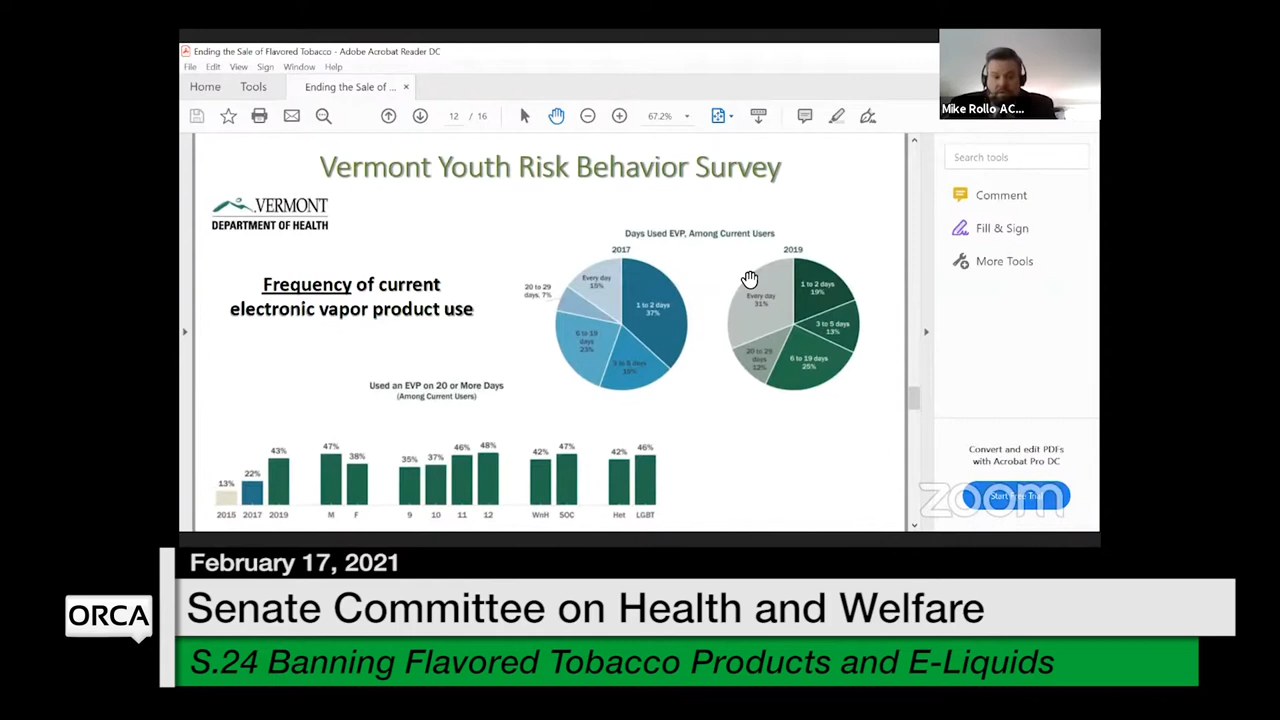 Ending the Sale of Flavored Tobacco - Adobe Acrobat Reader DC
File Edit View Sign Window Help
Home Tools Ending the Sale of ... ×
12 / 16 67.2%
Mike Rollo AC...
Search tools
Comment
Fill & Sign
More Tools
Convert and edit PDFs
with Acrobat Pro DC
Start Free Trial
zoom
Vermont Youth Risk Behavior Survey
VERMONT
DEPARTMENT OF HEALTH
Frequency of current
electronic vapor product use
Days Used EVP, Among Current Users
2017
Every day
15%
20 to 29
days, 7%
1 to 2 days
37%
6 to 19
days
23%
3 to 5 days
2019
Every day
31%
1 to 2 days
19%
3 to 5 days
13%
20 to 29
days
12%
6 to 19 days
25%
Used an EVP on 20 or More Days
(Among Current Users)
13% 22% 43% 47% 38% 35% 37% 46% 48% 42% 47% 42% 46%
2015 2017 2019 M F 9 10 11 12 WnH SOC Het LGBT
February 17, 2021
ORCA
Senate Committee on Health and Welfare
S.24 Banning Flavored Tobacco Products and E-Liquids